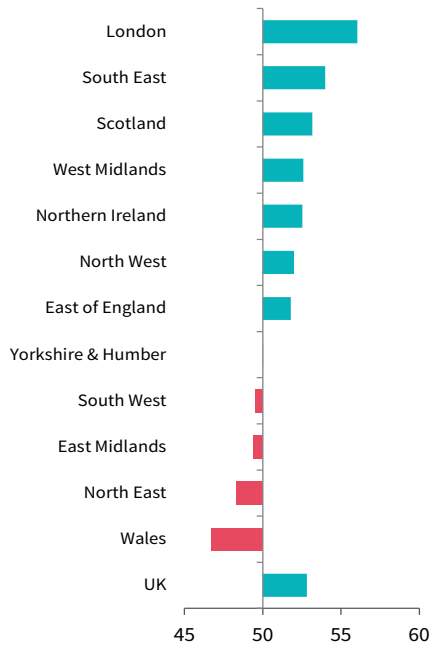 London
South East
Scotland
West Midlands
Northern Ireland
North West
East of England
Yorkshire & Humber
South West
East Midlands
North East
Wales
UK
45 50 55 60